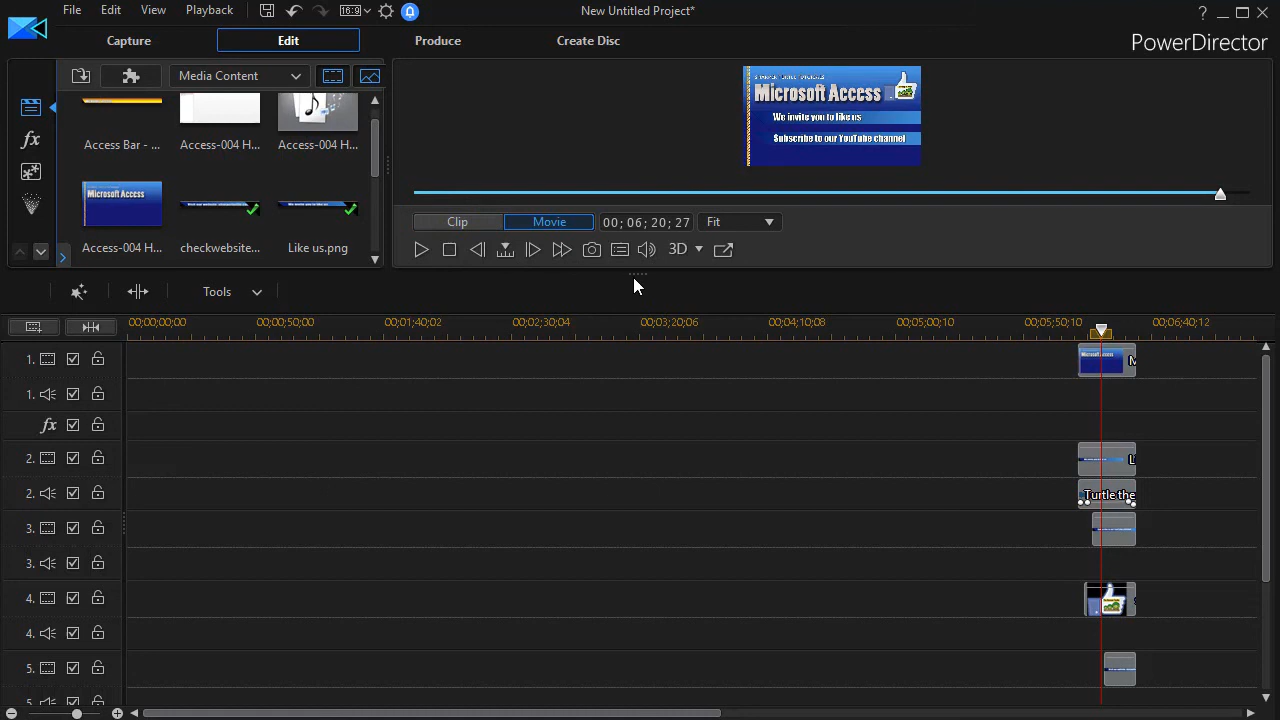 File Edit View Playback 16:9 New Untitled Project* ?
Capture Edit Produce Create Disc PowerDirector
Media Content
Access Bar - ... Access-004 H... Access-004 H...
Microsoft Access
Access-004 H... checkwebsite... Like us.png
Microsoft Access
We invite you to like us
Subscribe to our YouTube channel
Clip Movie 00; 06; 20; 27 Fit
3D
fx
Tools
00;00;00;00 00;00;50;00 00;01;40;02 00;02;30;04 00;03;20;06 00;04;10;08 00;05;00;10 00;05;50;10 00;06;40;12
1.
1.
fx
2.
2. Turtle the
3.
3.
4.
4.
5.
5.